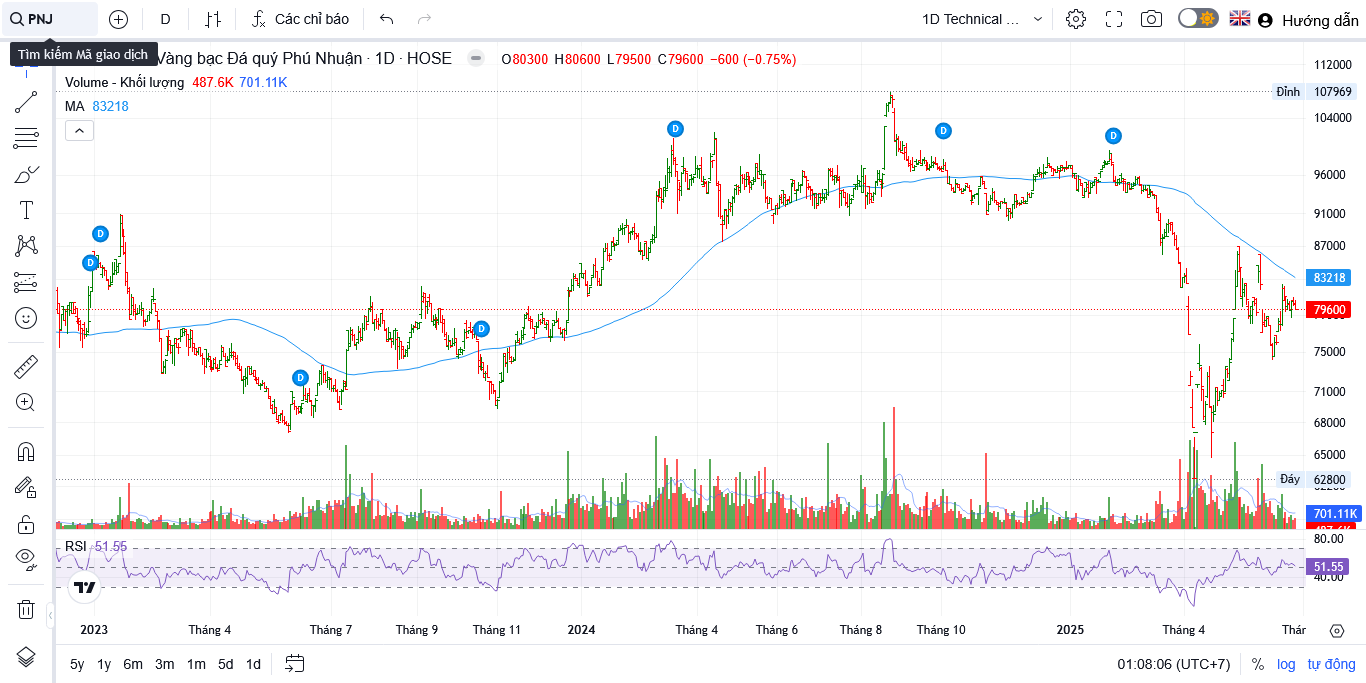 PNJ
D
Các chỉ báo
1D Technical ...
Hướng dẫn
Tìm kiếm Mã giao dịch
Vàng bạc Đá quý Phú Nhuận · 1D · HOSE
O80300 H80600 L79500 C79600 −600 (−0.75%)
Volume - Khối lượng 487.6K 701.11K
MA 83218
112000
Đỉnh 107969
104000
96000
91000
87000
83218
79600
75000
71000
68000
65000
Đáy 62800
701.11K
487.6K
D
D
D
D
D
D
D
RSI 51.55
80.00
51.55
40.00
2023 Tháng 4 Tháng 7 Tháng 9 Tháng 11 2024 Tháng 4 Tháng 6 Tháng 8 Tháng 10 2025 Tháng 4 Thár
5y 1y 6m 3m 1m 5d 1d
01:08:06 (UTC+7) % log tự động